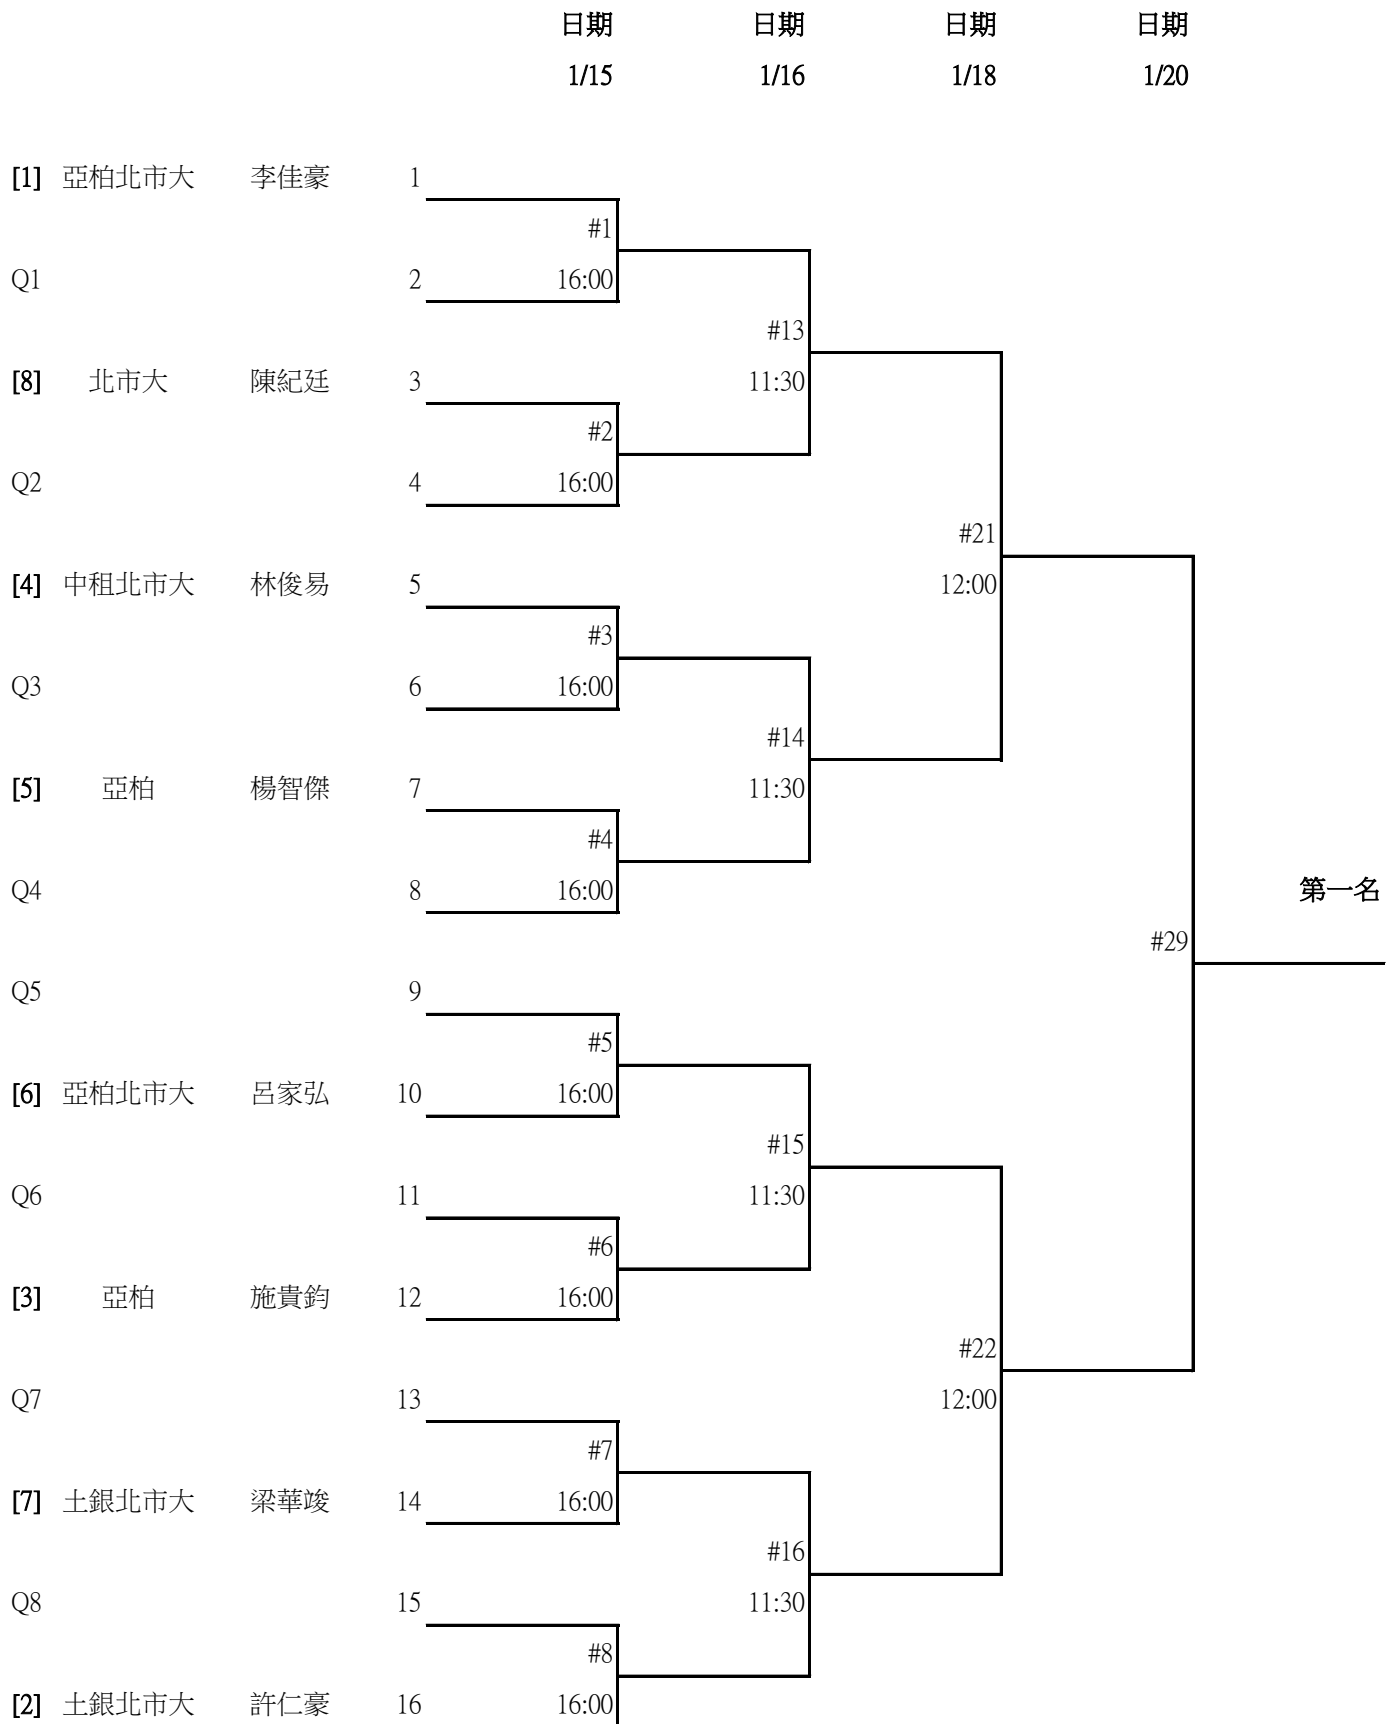 日期 日期 日期 日期
1/15 1/16 1/18 1/20
[1] 亞柏北市大 李佳豪 1
#1
Q1 2 16:00
#13
[8] 北市大 陳紀廷 3 11:30
#2
Q2 4 16:00
#21
[4] 中租北市大 林俊易 5 12:00
#3
Q3 6 16:00
#14
[5] 亞柏 楊智傑 7 11:30
#4
Q4 8 16:00 第一名
#29
Q5 9
#5
[6] 亞柏北市大 呂家弘 10 16:00
#15
Q6 11 11:30
#6
[3] 亞柏 施貴鈞 12 16:00
#22
Q7 13 12:00
#7
[7] 土銀北市大 梁華竣 14 16:00
#16
Q8 15 11:30
#8
[2] 土銀北市大 許仁豪 16 16:00